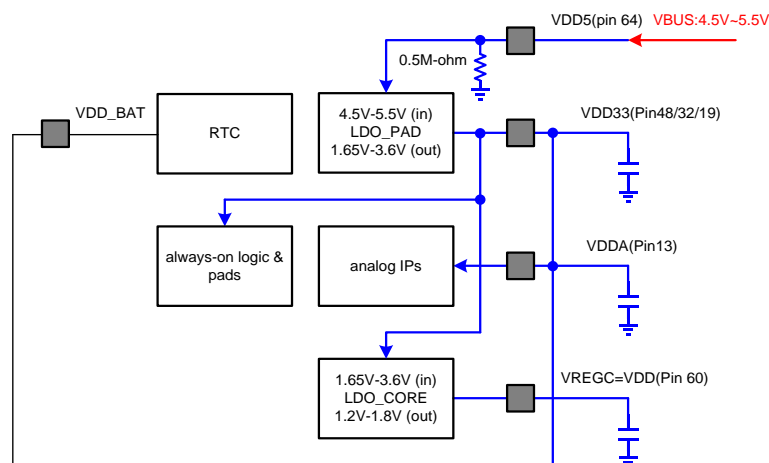 VDD5(pin 64)
VBUS:4.5V~5.5V
0.5M-ohm
VDD_BAT
RTC
4.5V-5.5V (in)
LDO_PAD
1.65V-3.6V (out)
VDD33(Pin48/32/19)
always-on logic &
pads
analog IPs
VDDA(Pin13)
1.65V-3.6V (in)
LDO_CORE
1.2V-1.8V (out)
VREGC=VDD(Pin 60)